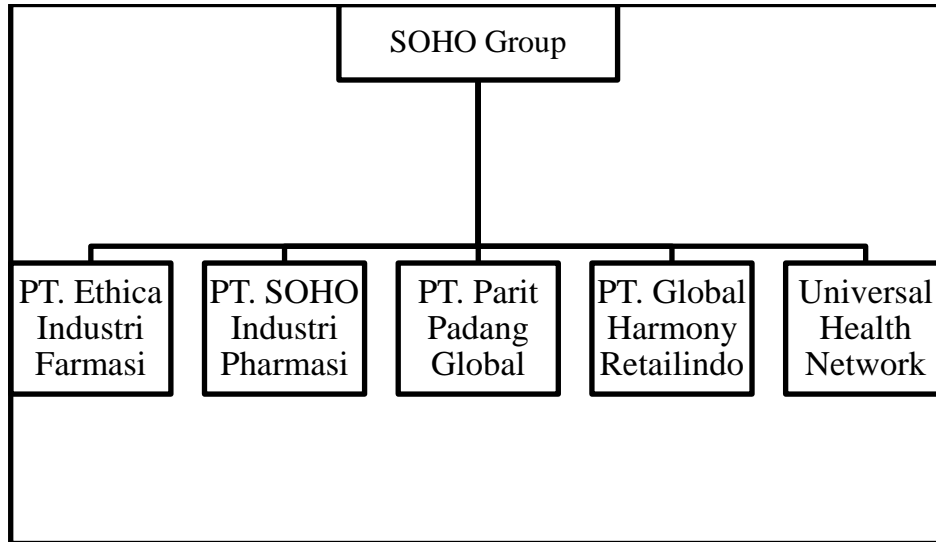 SOHO Group
PT. Ethica
Industri
Farmasi
PT. SOHO
Industri
Pharmasi
PT. Parit
Padang
Global
PT. Global
Harmony
Retailindo
Universal
Health
Network